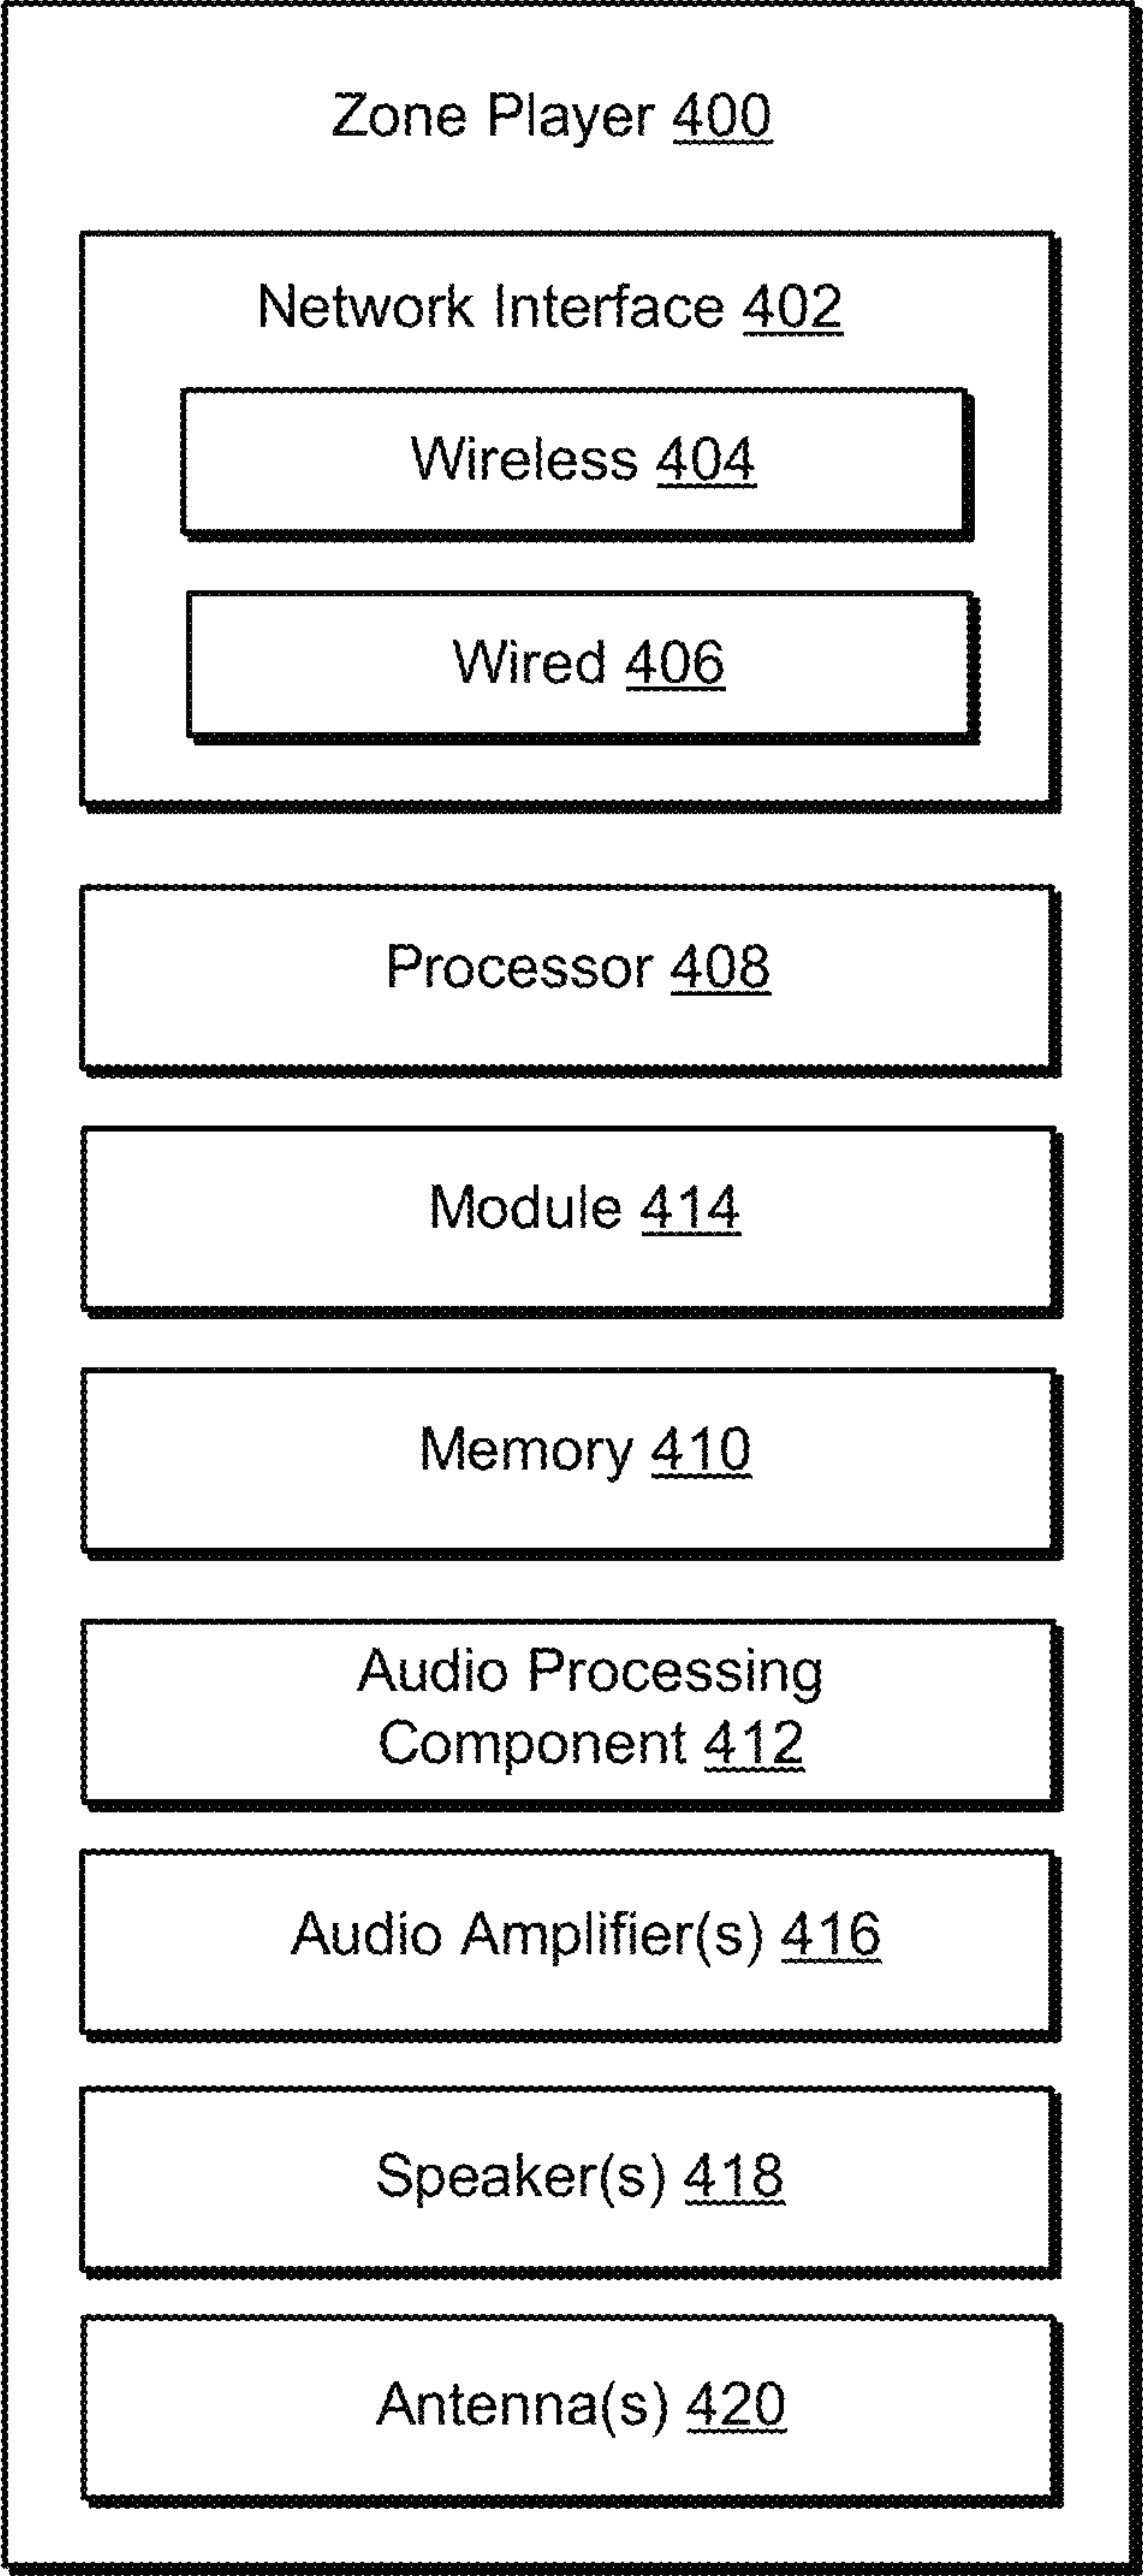 Zone Player 400
Network Interface 402
Wireless 404
Wired 406
Processor 408
Module 414
Memory 410
Audio Processing
Component 412
Audio Amplifier(s) 416
Speaker(s) 418
Antenna(s) 420